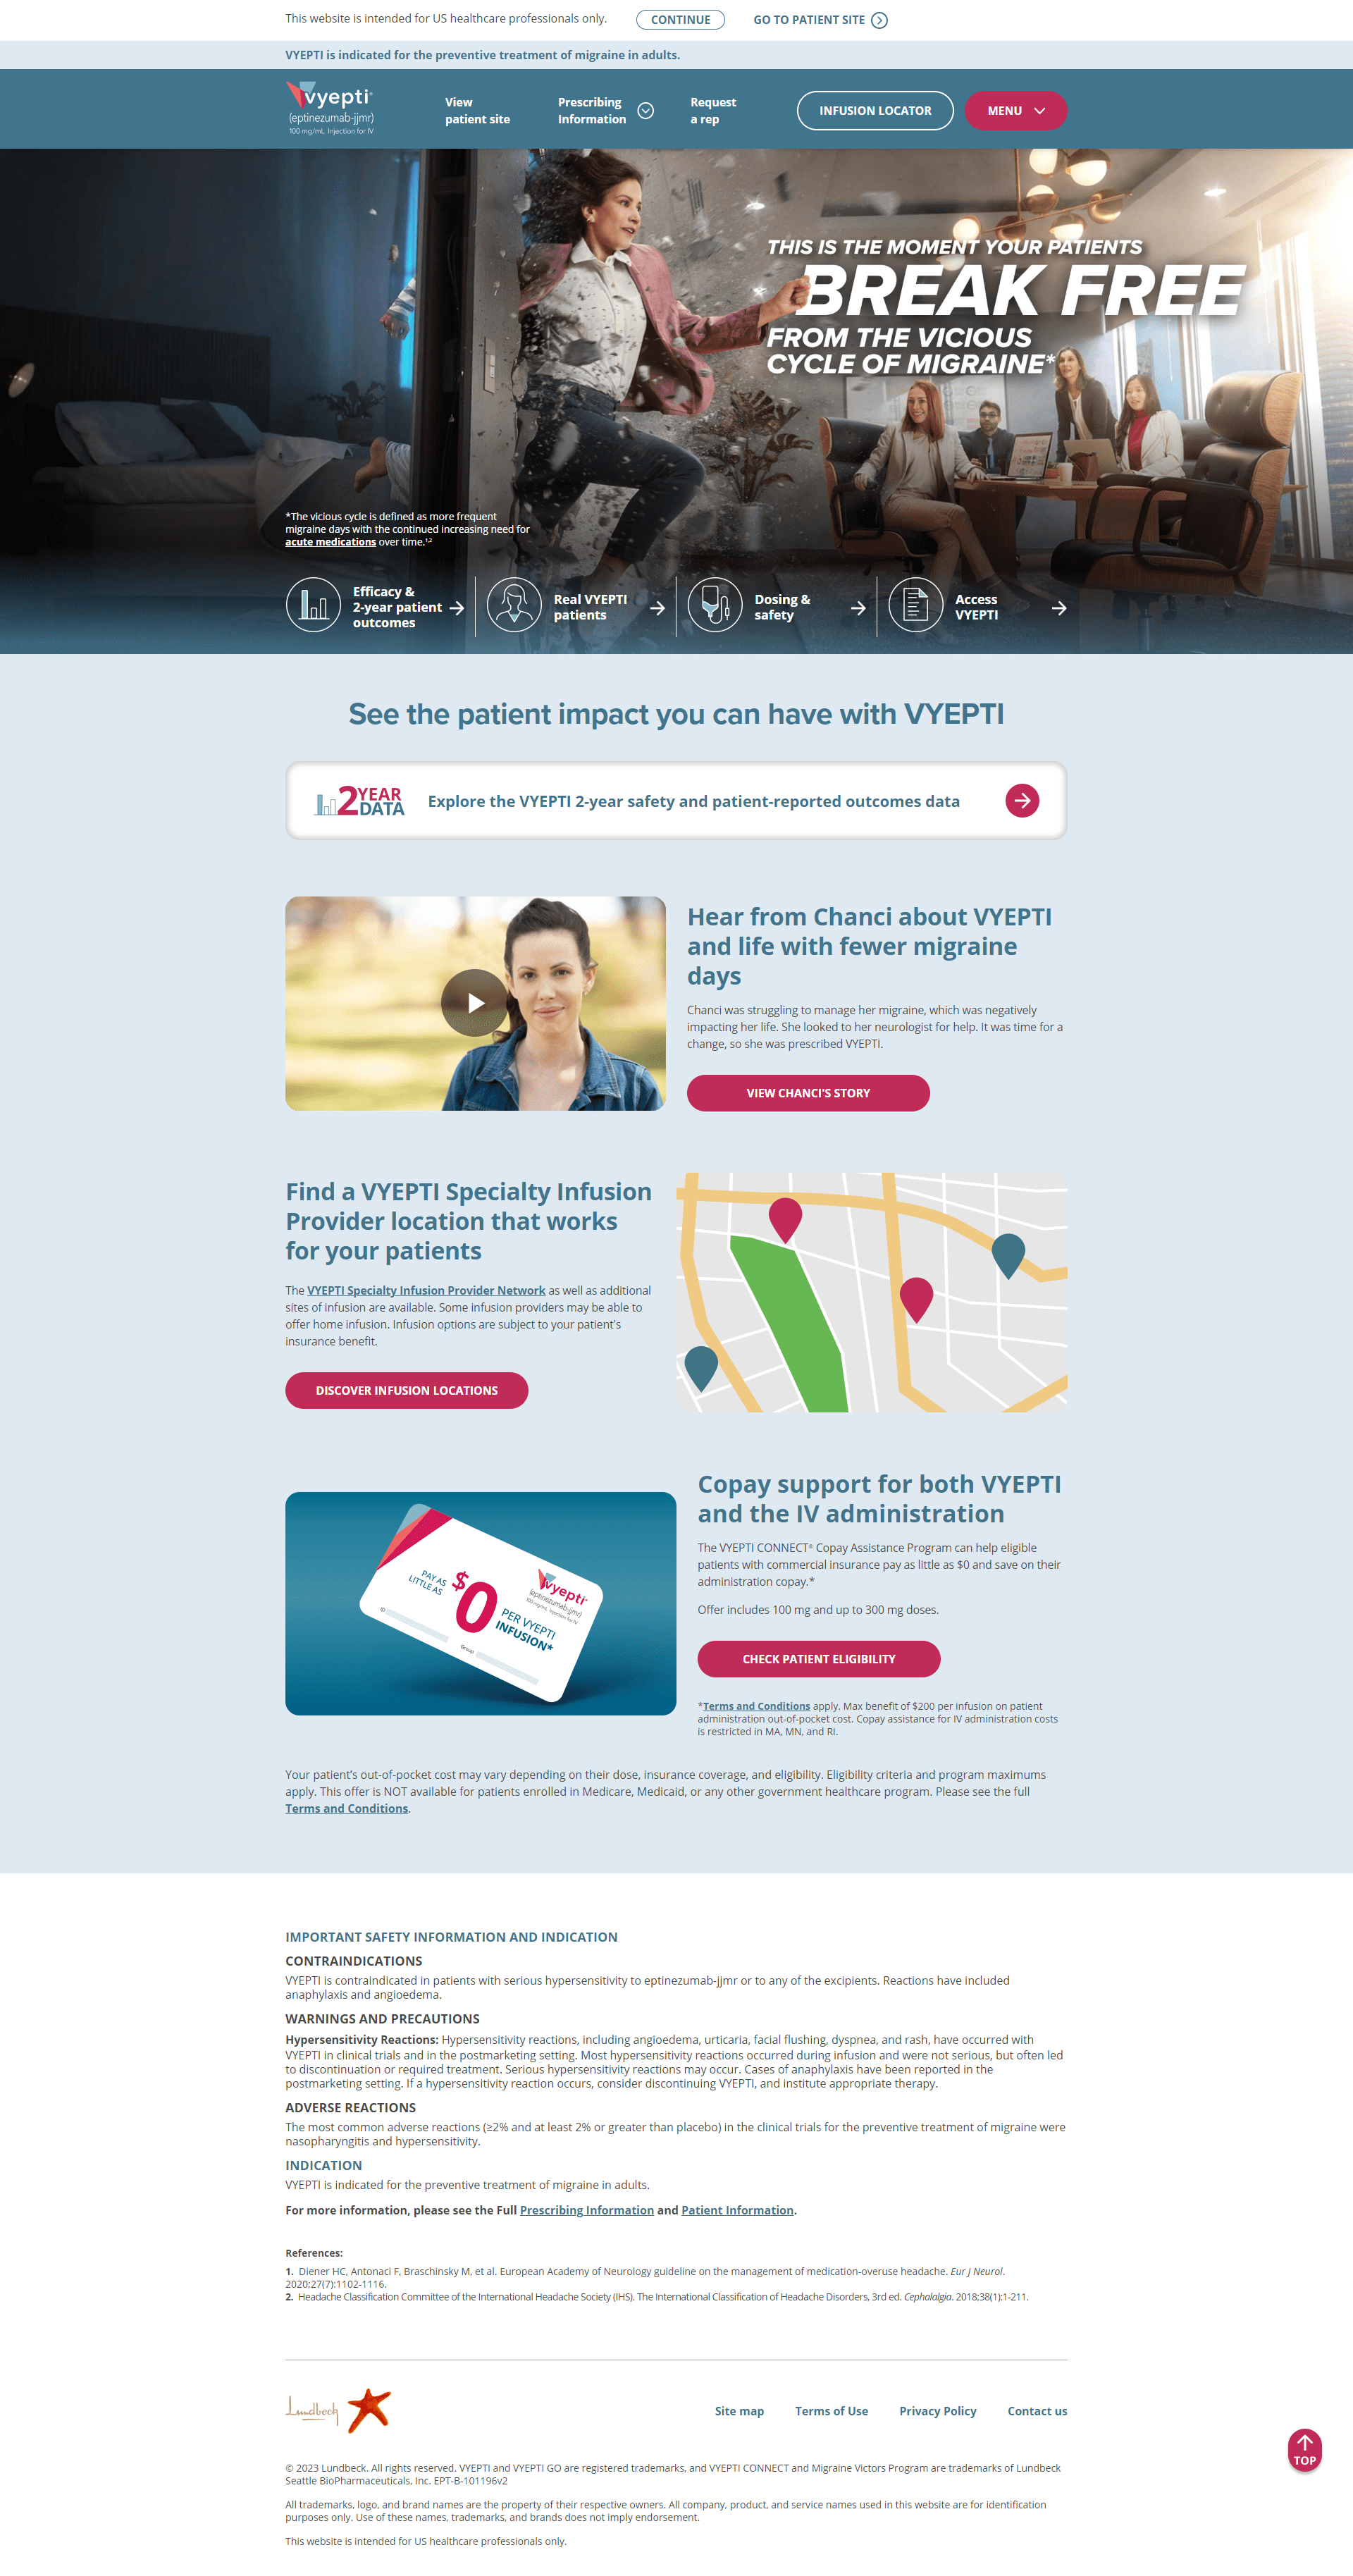 This website is intended for US healthcare professionals only.
CONTINUE
GO TO PATIENT SITE
VYEPTI is indicated for the preventive treatment of migraine in adults.
vyepti®
(eptinezumab-jjmr)
100 mg/mL Injection for IV
View
patient site
Prescribing
Information
Request
a rep
INFUSION LOCATOR
MENU
THIS IS THE MOMENT YOUR PATIENTS
BREAK FREE
FROM THE VICIOUS
CYCLE OF MIGRAINE*
*The vicious cycle is defined as more frequent
migraine days with the continued increasing need for
acute medications over time.¹,²
Efficacy &
2-year patient
outcomes
Real VYEPTI
patients
Dosing &
safety
Access
VYEPTI
See the patient impact you can have with VYEPTI
2 YEAR
DATA
Explore the VYEPTI 2-year safety and patient-reported outcomes data
Hear from Chanci about VYEPTI
and life with fewer migraine
days
Chanci was struggling to manage her migraine, which was negatively
impacting her life. She looked to her neurologist for help. It was time for a
change, so she was prescribed VYEPTI.
VIEW CHANCI'S STORY
Find a VYEPTI Specialty Infusion
Provider location that works
for your patients
The VYEPTI Specialty Infusion Provider Network as well as additional
sites of infusion are available. Some infusion providers may be able to
offer home infusion. Infusion options are subject to your patient's
insurance benefit.
DISCOVER INFUSION LOCATIONS
PAY AS
LITTLE AS
$0
PER VYEPTI
INFUSION*
vyepti®
(eptinezumab-jjmr)
100 mg/mL Injection for IV
ID
Group
Copay support for both VYEPTI
and the IV administration
The VYEPTI CONNECT® Copay Assistance Program can help eligible
patients with commercial insurance pay as little as $0 and save on their
administration copay.*
Offer includes 100 mg and up to 300 mg doses.
CHECK PATIENT ELIGIBILITY
*Terms and Conditions apply. Max benefit of $200 per infusion on patient
administration out-of-pocket cost. Copay assistance for IV administration costs
is restricted in MA, MN, and RI.
Your patient's out-of-pocket cost may vary depending on their dose, insurance coverage, and eligibility. Eligibility criteria and program maximums
apply. This offer is NOT available for patients enrolled in Medicare, Medicaid, or any other government healthcare program. Please see the full
Terms and Conditions.
IMPORTANT SAFETY INFORMATION AND INDICATION
CONTRAINDICATIONS
VYEPTI is contraindicated in patients with serious hypersensitivity to eptinezumab-jjmr or to any of the excipients. Reactions have included
anaphylaxis and angioedema.
WARNINGS AND PRECAUTIONS
Hypersensitivity Reactions: Hypersensitivity reactions, including angioedema, urticaria, facial flushing, dyspnea, and rash, have occurred with
VYEPTI in clinical trials and in the postmarketing setting. Most hypersensitivity reactions occurred during infusion and were not serious, but often led
to discontinuation or required treatment. Serious hypersensitivity reactions may occur. Cases of anaphylaxis have been reported in the
postmarketing setting. If a hypersensitivity reaction occurs, consider discontinuing VYEPTI, and institute appropriate therapy.
ADVERSE REACTIONS
The most common adverse reactions (≥2% and at least 2% or greater than placebo) in the clinical trials for the preventive treatment of migraine were
nasopharyngitis and hypersensitivity.
INDICATION
VYEPTI is indicated for the preventive treatment of migraine in adults.
For more information, please see the Full Prescribing Information and Patient Information.
References:
1. Diener HC, Antonaci F, Braschinsky M, et al. European Academy of Neurology guideline on the management of medication-overuse headache. Eur J Neurol.
2020;27(7):1102-1116.
2. Headache Classification Committee of the International Headache Society (IHS). The International Classification of Headache Disorders, 3rd ed. Cephalalgia. 2018;38(1):1-211.
Lundbeck
Site map
Terms of Use
Privacy Policy
Contact us
TOP
© 2023 Lundbeck. All rights reserved. VYEPTI and VYEPTI GO are registered trademarks, and VYEPTI CONNECT and Migraine Victors Program are trademarks of Lundbeck
Seattle BioPharmaceuticals, Inc. EPT-B-101196v2
All trademarks, logo, and brand names are the property of their respective owners. All company, product, and service names used in this website are for identification
purposes only. Use of these names, trademarks, and brands does not imply endorsement.
This website is intended for US healthcare professionals only.